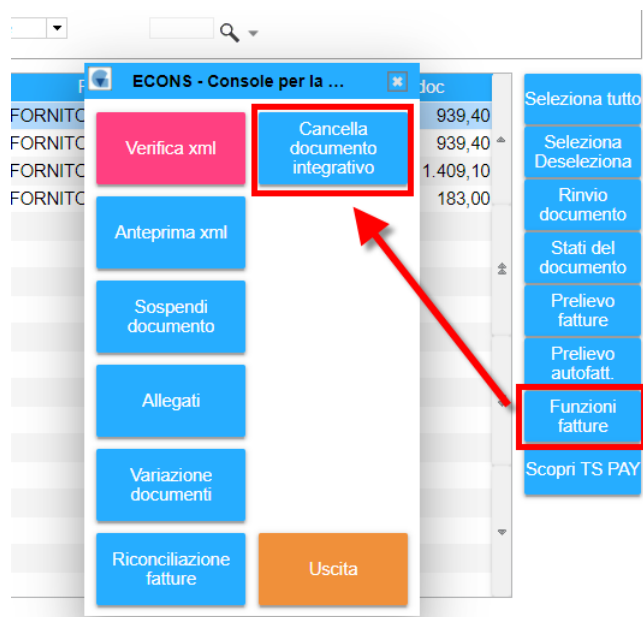 ECONS - Console per la ...
doc
FORNITO
939,40
FORNITO
939,40
FORNITO
1.409,10
FORNITO
183,00
Verifica xml
Cancella
documento
integrativo
Anteprima xml
Sospendi
documento
Allegati
Variazione
documenti
Riconciliazione
fatture
Uscita
Seleziona tutto
Seleziona
Deseleziona
Rinvio
documento
Stati del
documento
Prelievo
fatture
Prelievo
autofatt.
Funzioni
fatture
Scopri TS PAY